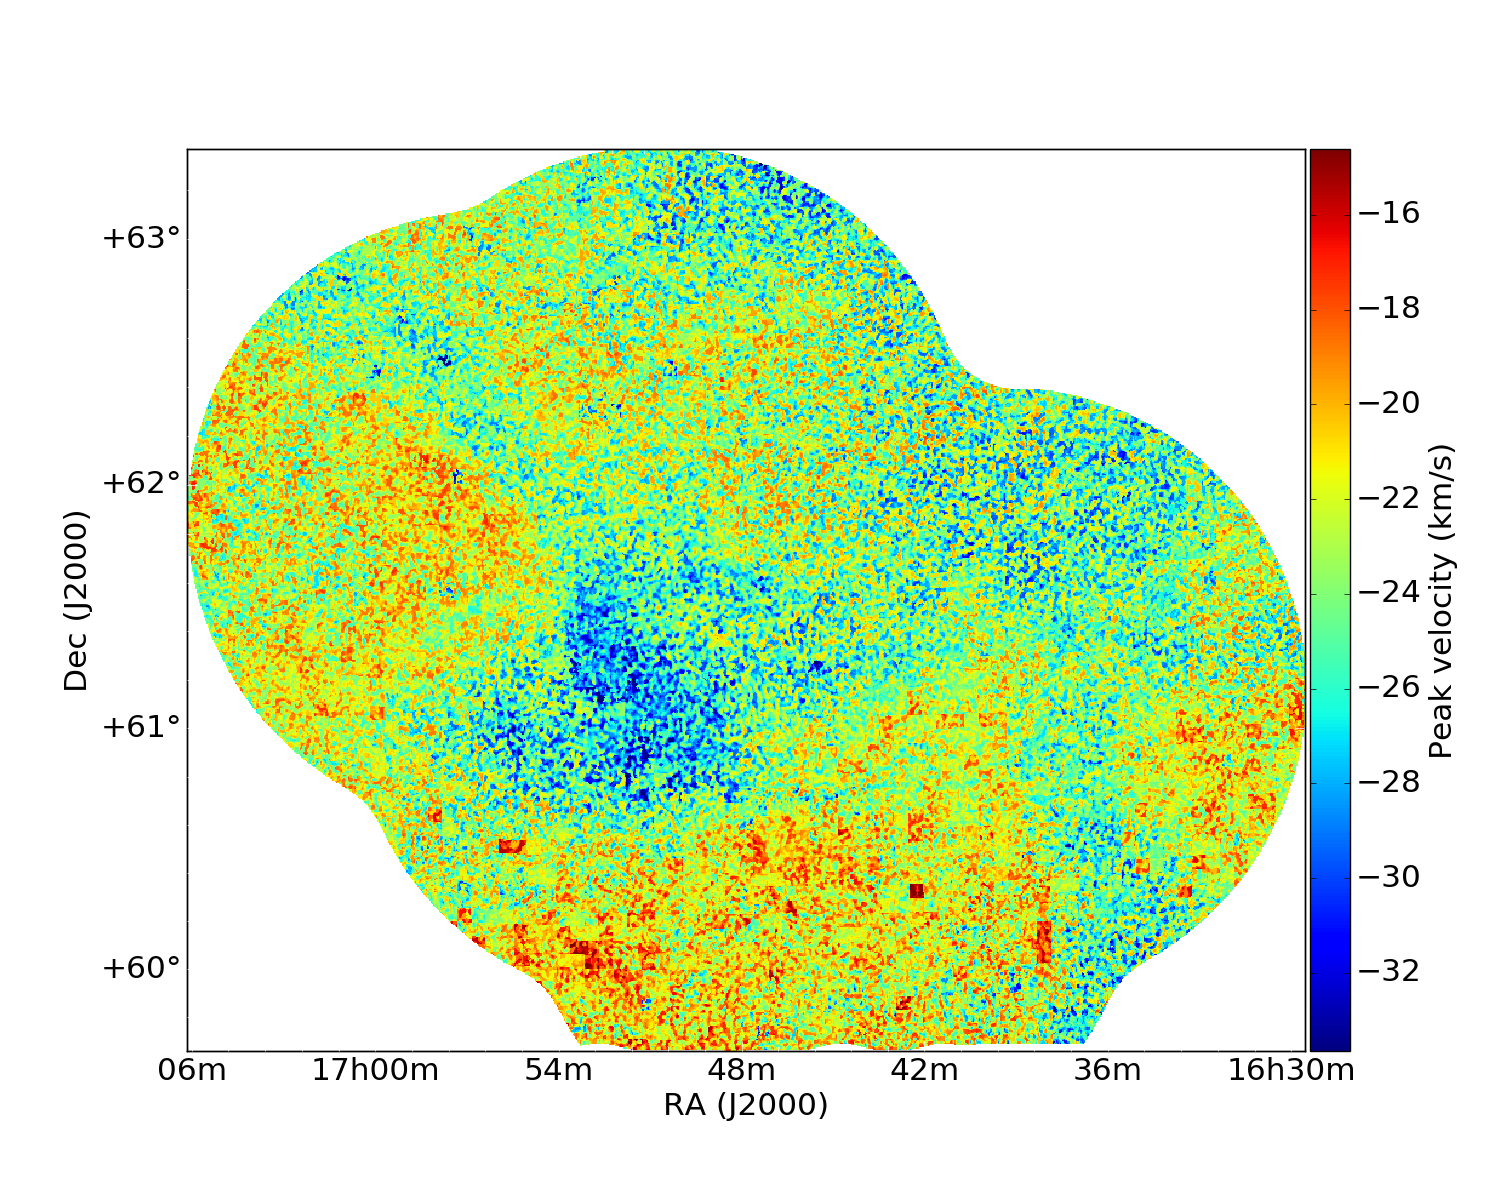 +63°
+62°
+61°
+60°
Dec (J2000)
06m
17h00m
54m
48m
42m
36m
16h30m
RA (J2000)
−16
−18
−20
−22
−24
−26
−28
−30
−32
Peak velocity (km/s)